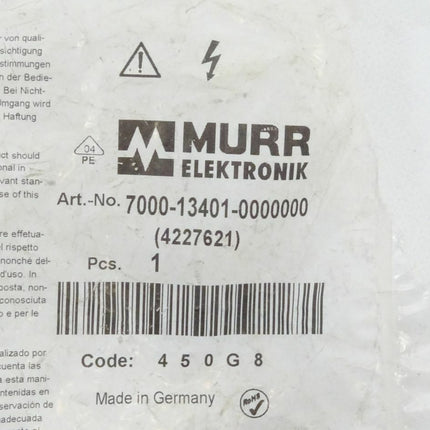 r von quali-
sichtigung
stimmungen
n der Bedie-
Bei Nicht-
Umgang wird
Haftung
ct should
onal in
vant stan-
se of this
re effetua-
l rispetto
nonché del-
d'uso. In
posta, non-
conosciuta
o e per le
alizado por
cuenta las
a esta mani-
ntenidas en
servación de
adecuada
04
PE
MURR
ELEKTRONIK
Art.-No. 7000-13401-0000000
(4227621)
Pcs. 1
Code: 4 5 0 G 8
Made in Germany
RoHS